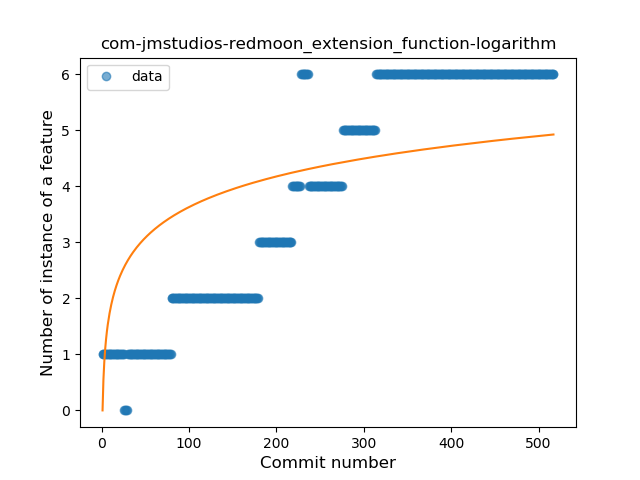 com-jmstudios-redmoon_extension_function-logarithm
data
Number of instance of a feature
6
5
4
3
2
1
0
0 100 200 300 400 500
Commit number